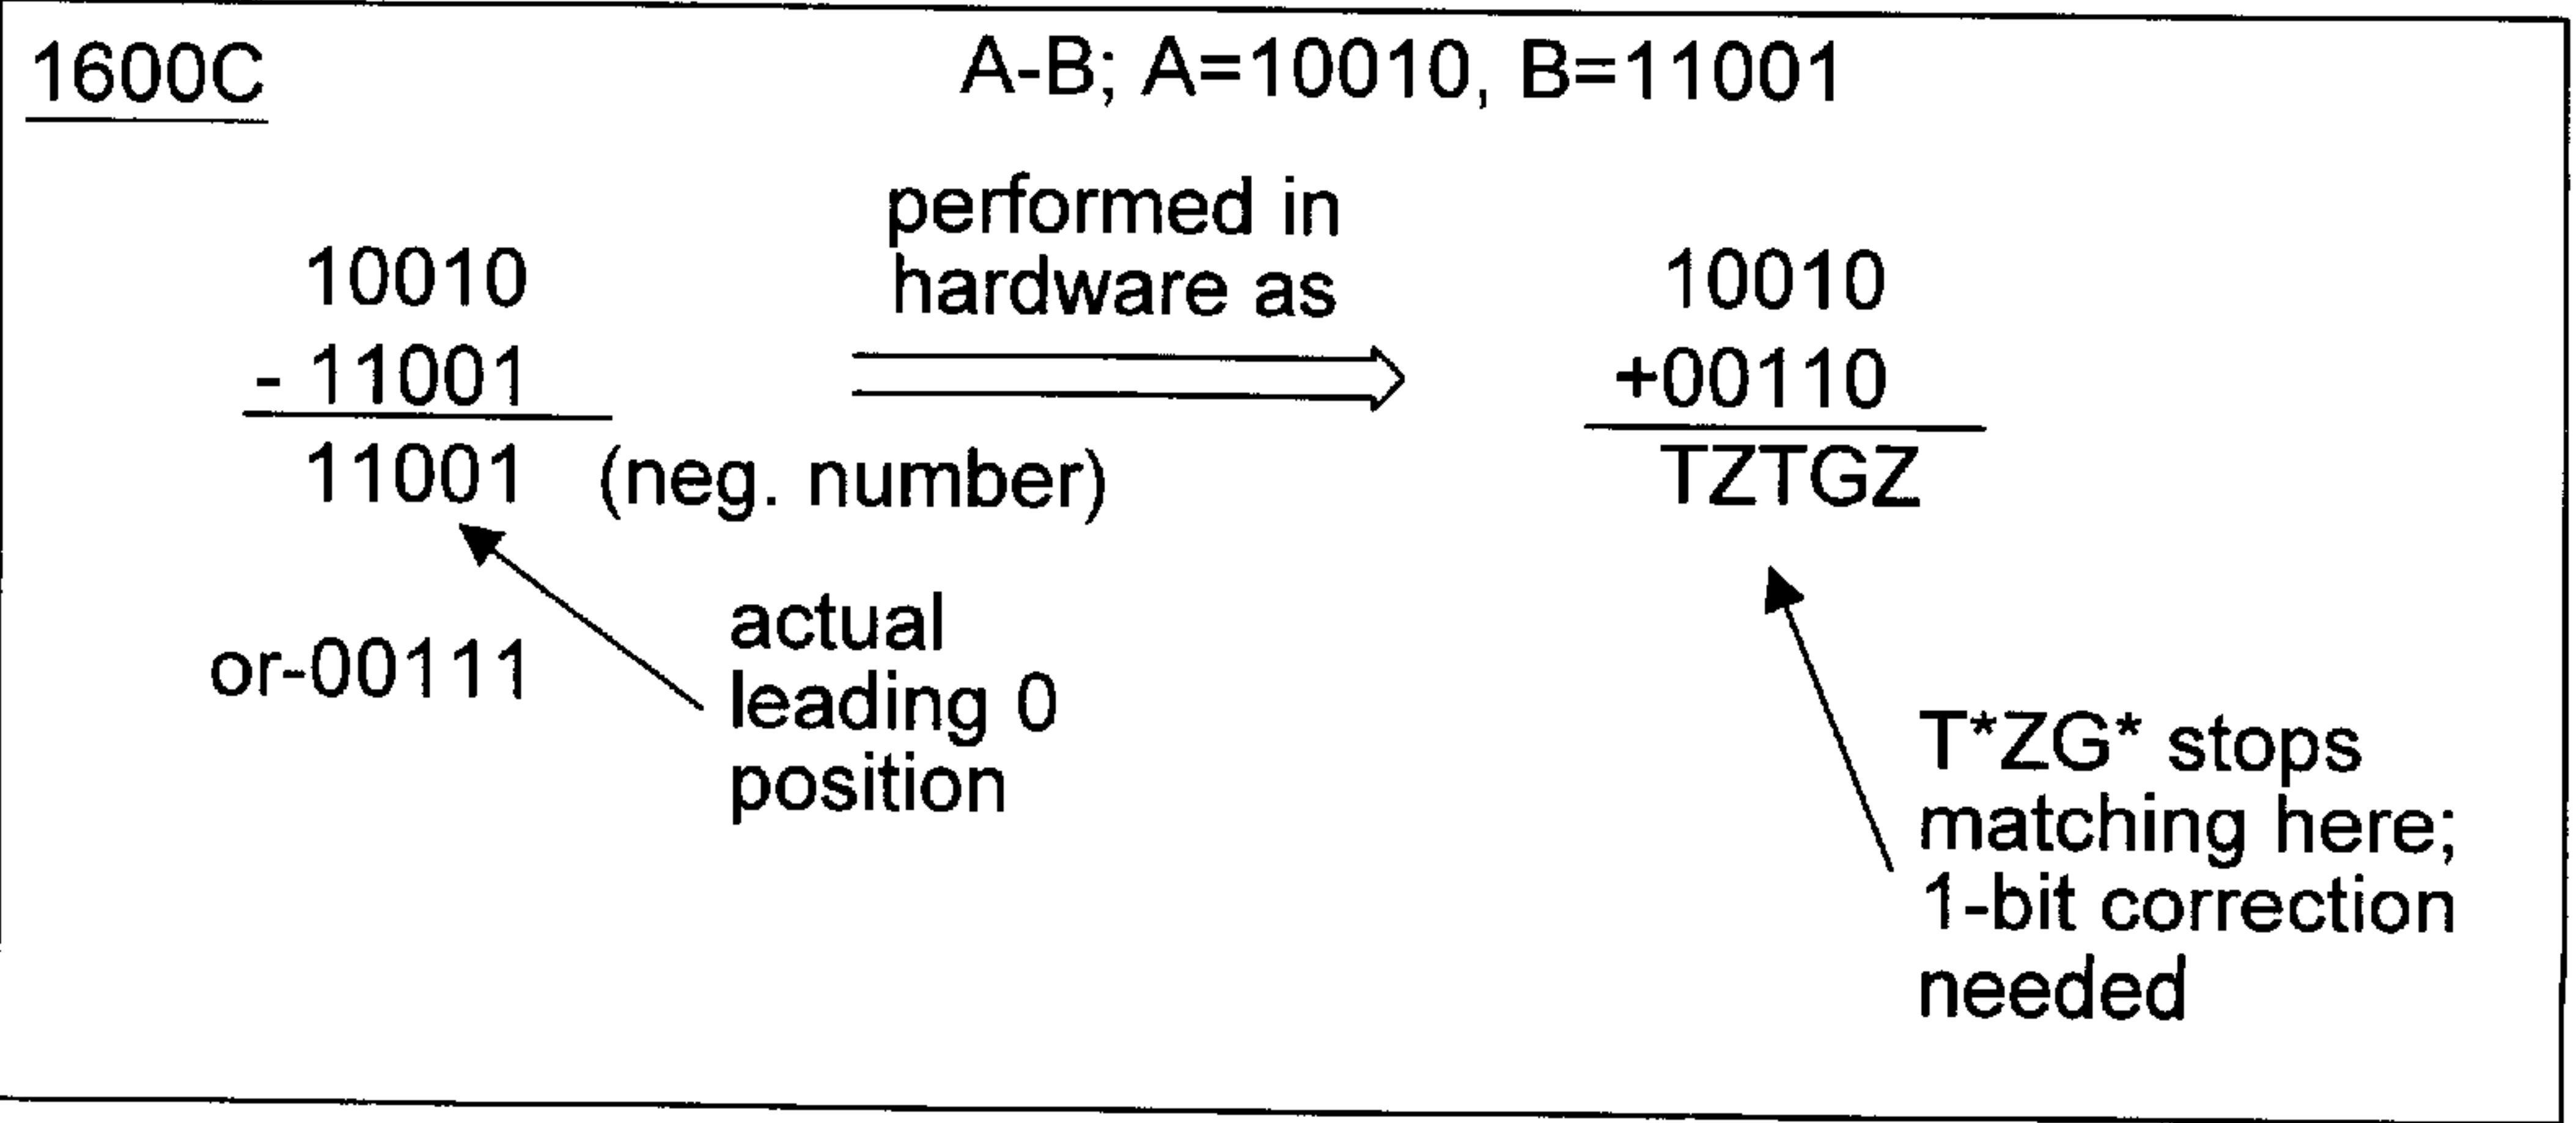 1600C
A-B; A=10010, B=11001
10010
- 11001
11001 (neg. number)
or-00111
actual
leading 0
position
performed in
hardware as
10010
+00110
TZTGZ
T*ZG* stops
matching here;
1-bit correction
needed